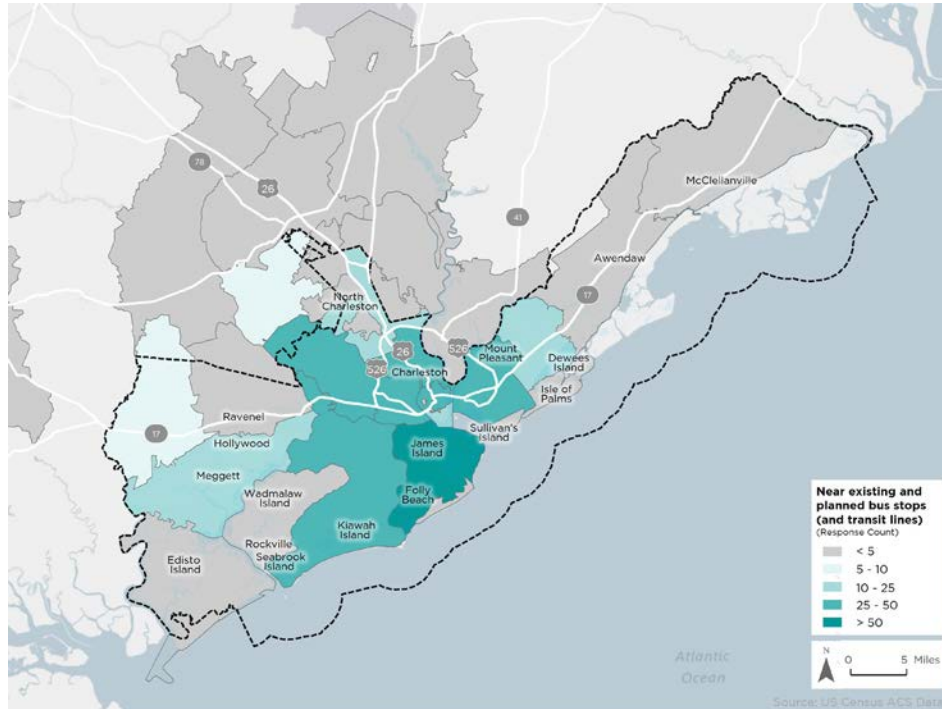 78
26
41
McClellanville
Awendaw
17
North
Charleston
526
Mount
Pleasant
26
526
Charleston
Dewees
Island
Isle of
Palms
Ravenel
Sullivan's
Island
17
Hollywood
James
Island
Meggett
Wadmalaw
Island
Folly
Beach
Kiawah
Island
Rockville
Seabrook
Island
Edisto
Island
Near existing and
planned bus stops
(and transit lines)
(Response Count)
< 5
5 - 10
10 - 25
25 - 50
> 50
N
0 5 Miles
Atlantic
Ocean
Source: US Census ACS Data